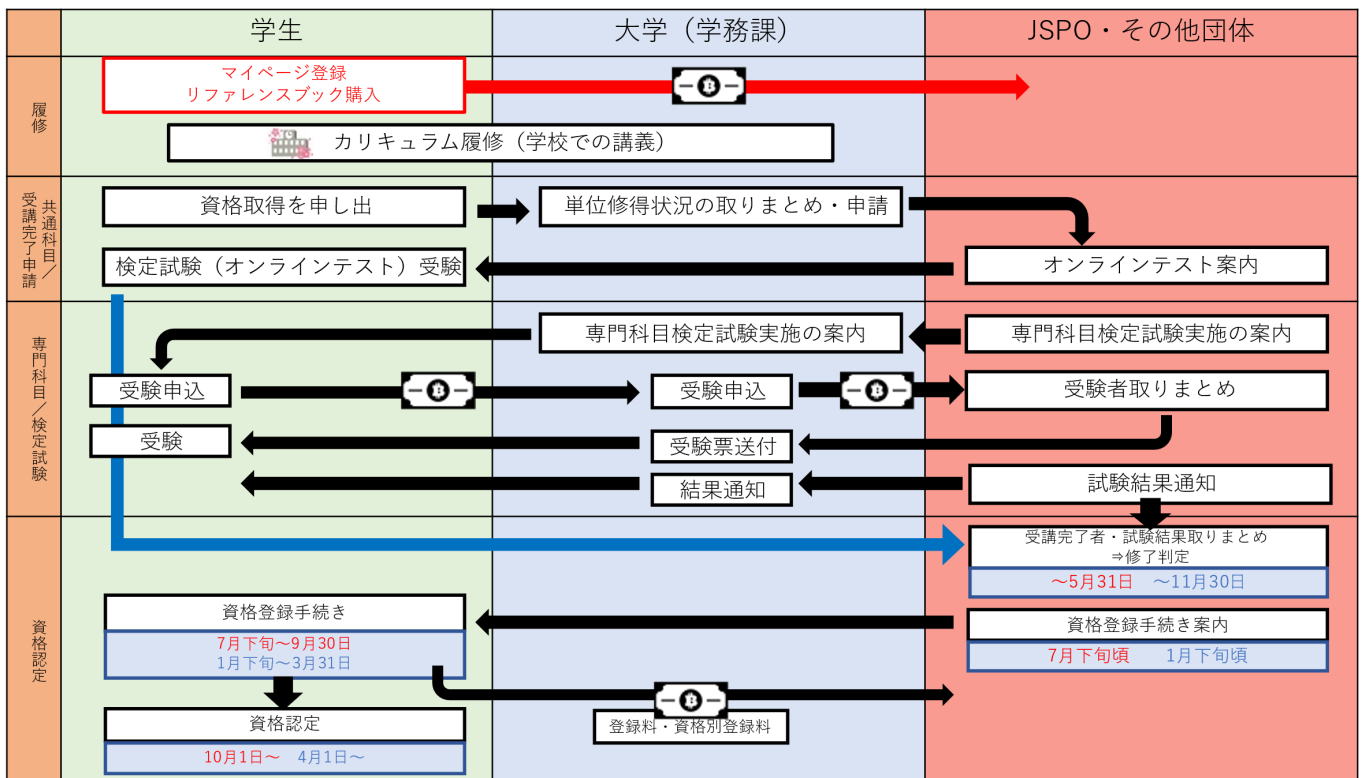 学生
大学（学務課）
JSPO・その他団体
履修
マイページ登録
リファレンスブック購入
カリキュラム履修（学校での講義）
共通科目／
受講完了申請
資格取得を申し出
単位修得状況の取りまとめ・申請
検定試験（オンラインテスト）受験
オンラインテスト案内
専門科目／検定試験
専門科目検定試験実施の案内
専門科目検定試験実施の案内
受験申込
受験申込
受験者取りまとめ
受験
受験票送付
結果通知
試験結果通知
資格認定
受講完了者・試験結果取りまとめ
⇒修了判定
～5月31日　～11月30日
資格登録手続き
7月下旬～9月30日
1月下旬～3月31日
資格登録手続き案内
7月下旬頃　1月下旬頃
資格認定
10月1日～　4月1日～
登録料・資格別登録料